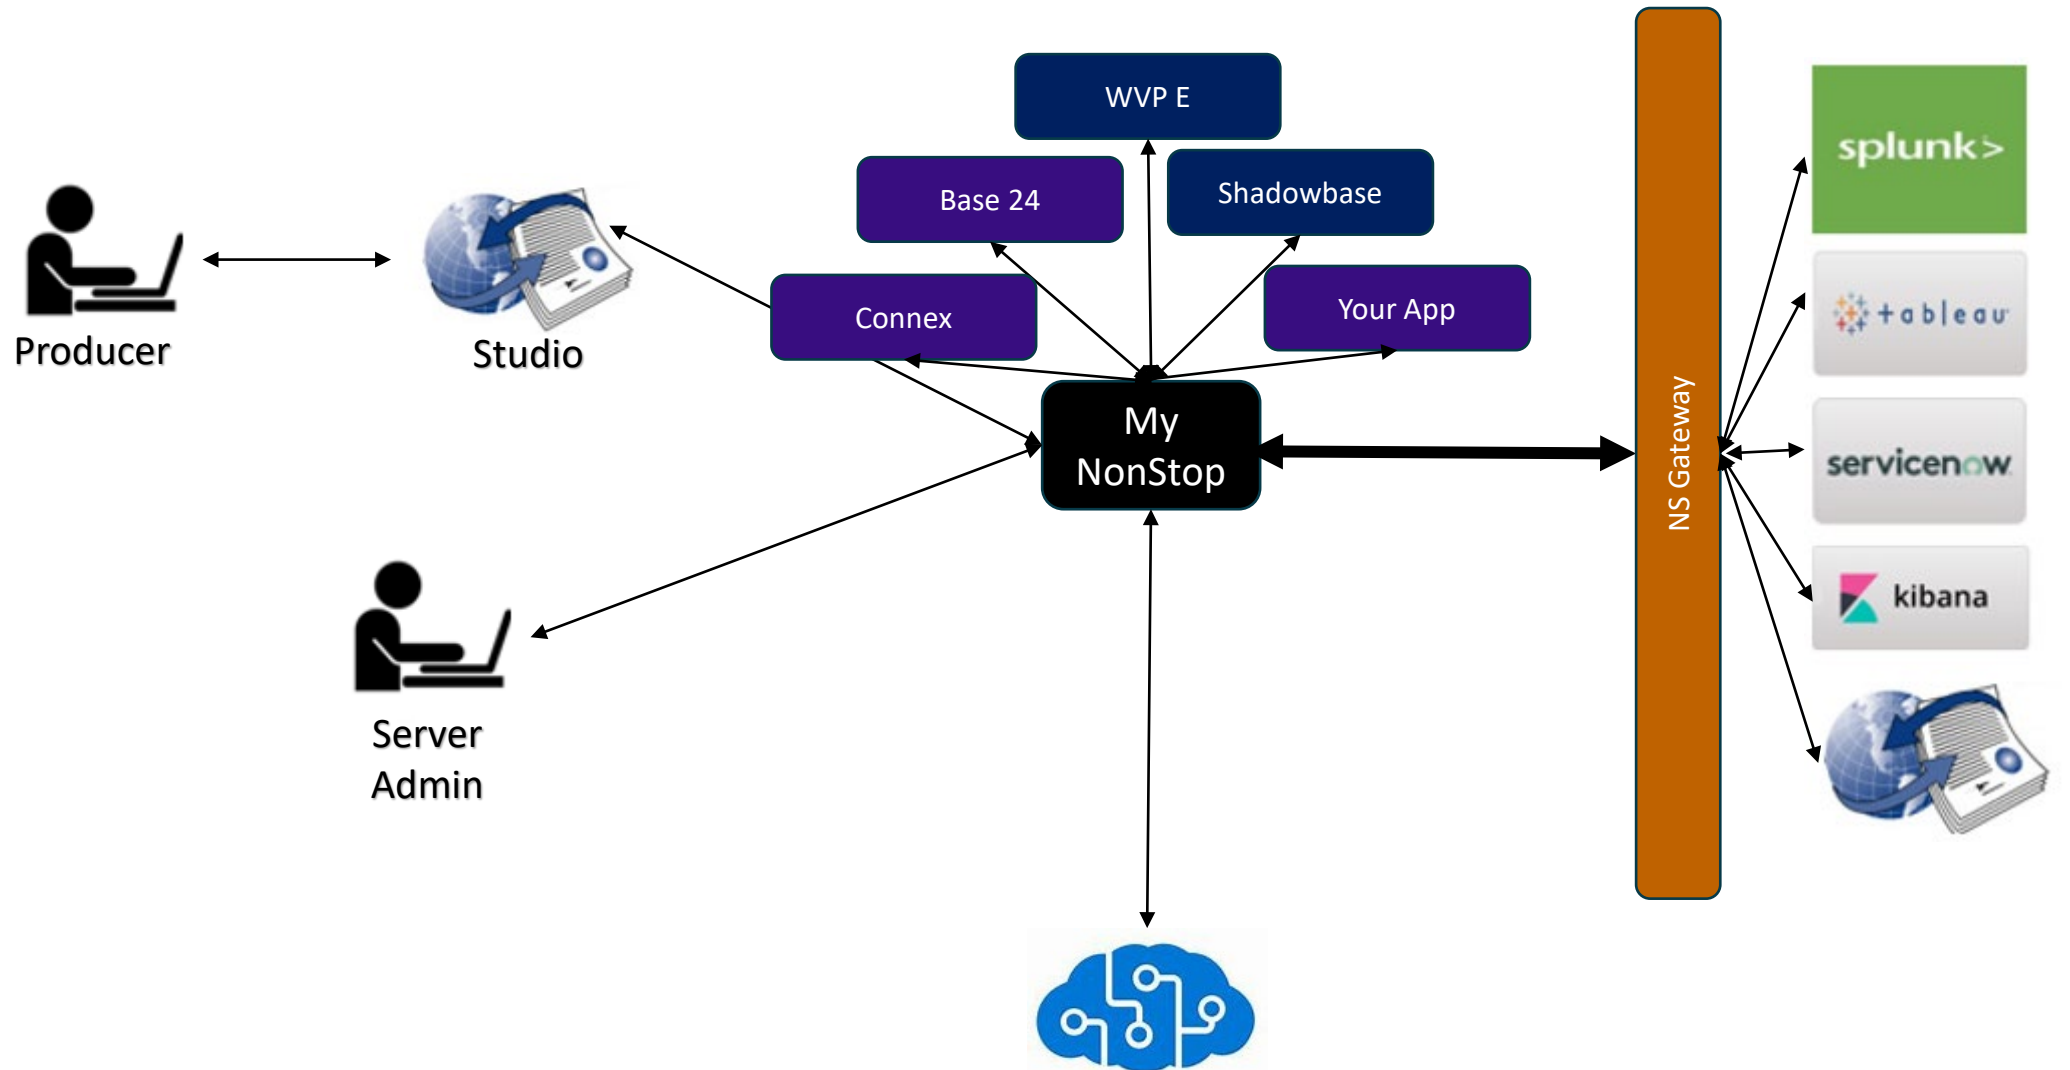 WVP E
Base 24
Shadowbase
Connex
Your App
Producer
Studio
My
NonStop
Server
Admin
NS Gateway
splunk>
+ableau
servicenow
kibana